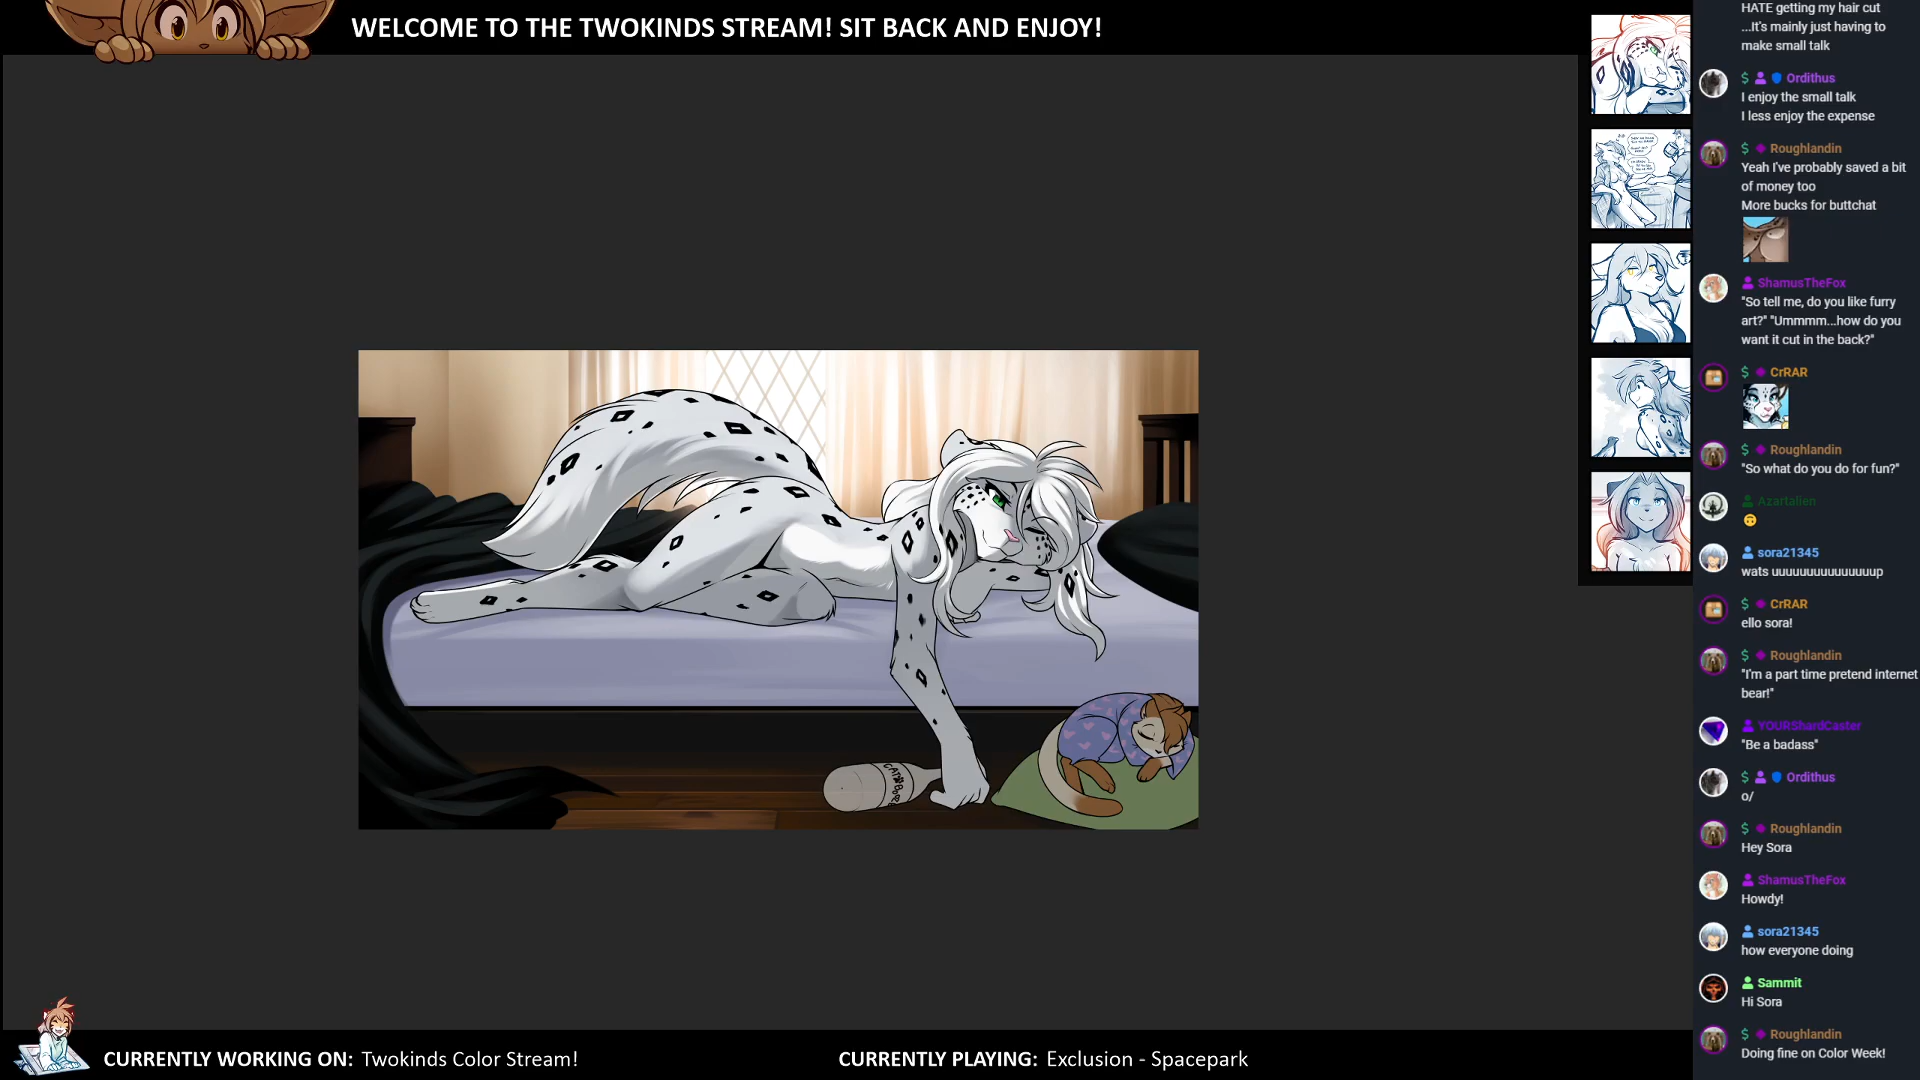 WELCOME TO THE TWOKINDS STREAM! SIT BACK AND ENJOY!
HATE getting my hair cut
...It's mainly just having to
make small talk
$ Ordithus
I enjoy the small talk
I less enjoy the expense
$ Roughlandin
Yeah I've probably saved a bit
of money too
More bucks for buttchat
ShamusTheFox
"So tell me, do you like furry
art?" "Ummmm...how do you
want it cut in the back?"
$ CrRAR
$ Roughlandin
"So what do you do for fun?"
Azartalien
sora21345
wats uuuuuuuuuuuuuup
$ CrRAR
ello sora!
$ Roughlandin
"I'm a part time pretend internet
bear!"
YOURShardCaster
"Be a badass"
$ Ordithus
o/
$ Roughlandin
Hey Sora
ShamusTheFox
Howdy!
sora21345
how everyone doing
Sammit
Hi Sora
$ Roughlandin
Doing fine on Color Week!
CURRENTLY WORKING ON: Twokinds Color Stream!
CURRENTLY PLAYING: Exclusion - Spacepark